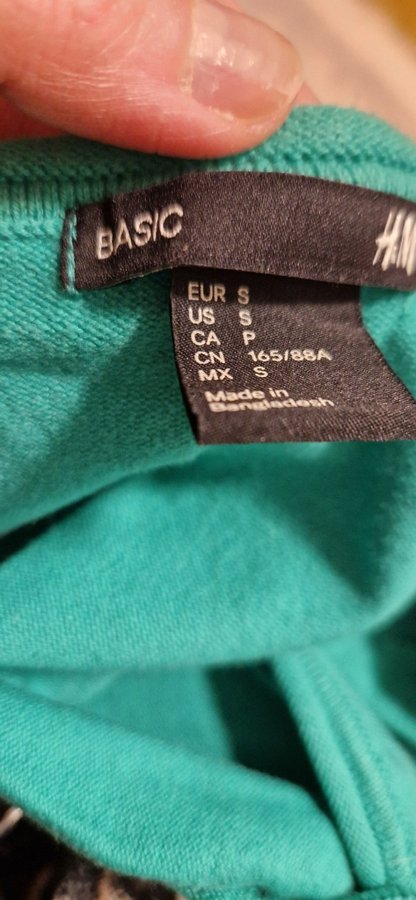 BASIC
H&M
EUR S
US S
CA P
CN 165/88A
MX S
Made in
Bangladesh